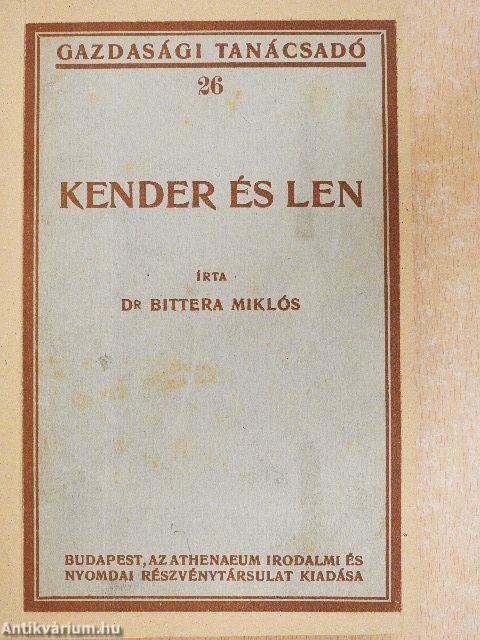 GAZDASÁGI TANÁCSADÓ
26
KENDER ÉS LEN
ÍRTA
DR BITTERA MIKLÓS
BUDAPEST, AZ ATHENAEUM IRODALMI ÉS
NYOMDAI RÉSZVÉNYTÁRSULAT KIADÁSA
Antikvárium.hu